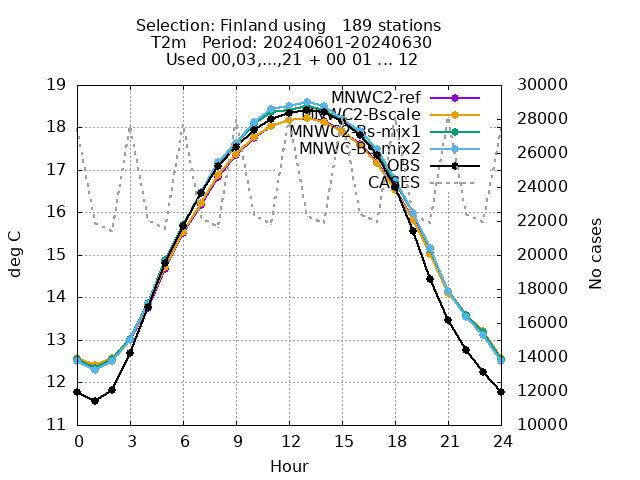 Selection: Finland using   189 stations
T2m   Period: 20240601-20240630
Used 00,03,...,21 + 00 01 ... 12
19 30000
MNWC2-ref
MNWC2-Bscale
18 28000
MNWC2-Bs-mix1
MNWC-Bs-mix2
26000
OBS
17
CASES
24000
16
22000
15 20000
deg C
No cases
14
18000
16000
13
14000
12
12000
11 10000
0 3 6 9 12 15 18 21 24
Hour